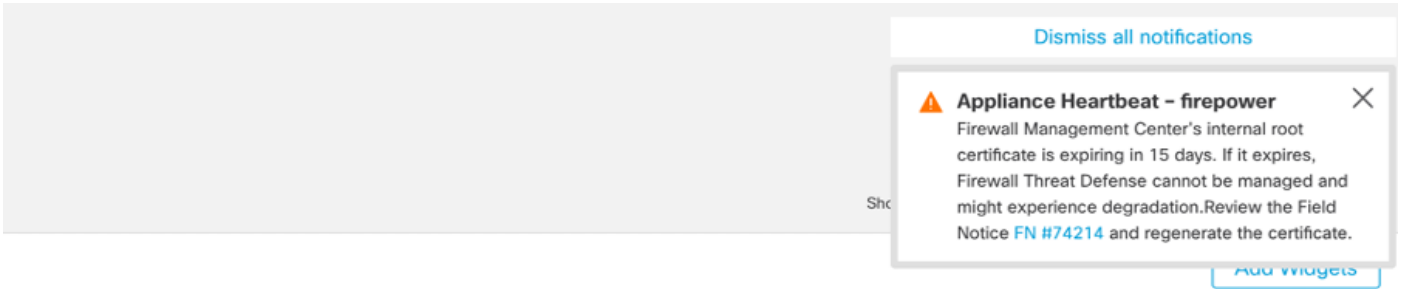 Dismiss all notifications
Appliance Heartbeat – firepower
Firewall Management Center's internal root
certificate is expiring in 15 days. If it expires,
Firewall Threat Defense cannot be managed and
might experience degradation.Review the Field
Notice FN #74214 and regenerate the certificate.
Add Widgets